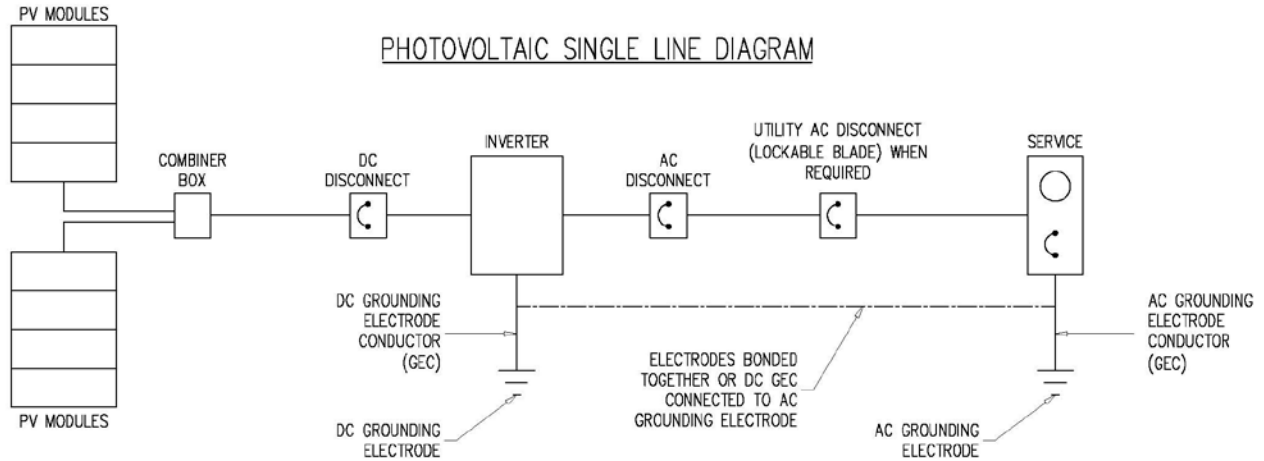 PV MODULES
PHOTOVOLTAIC SINGLE LINE DIAGRAM
COMBINER
BOX
DC
DISCONNECT
INVERTER
AC
DISCONNECT
UTILITY AC DISCONNECT
(LOCKABLE BLADE) WHEN
REQUIRED
SERVICE
PV MODULES
DC GROUNDING
ELECTRODE
CONDUCTOR
(GEC)
DC GROUNDING
ELECTRODE
ELECTRODES BONDED
TOGETHER OR DC GEC
CONNECTED TO AC
GROUNDING ELECTRODE
AC GROUNDING
ELECTRODE
AC GROUNDING
ELECTRODE
CONDUCTOR
(GEC)